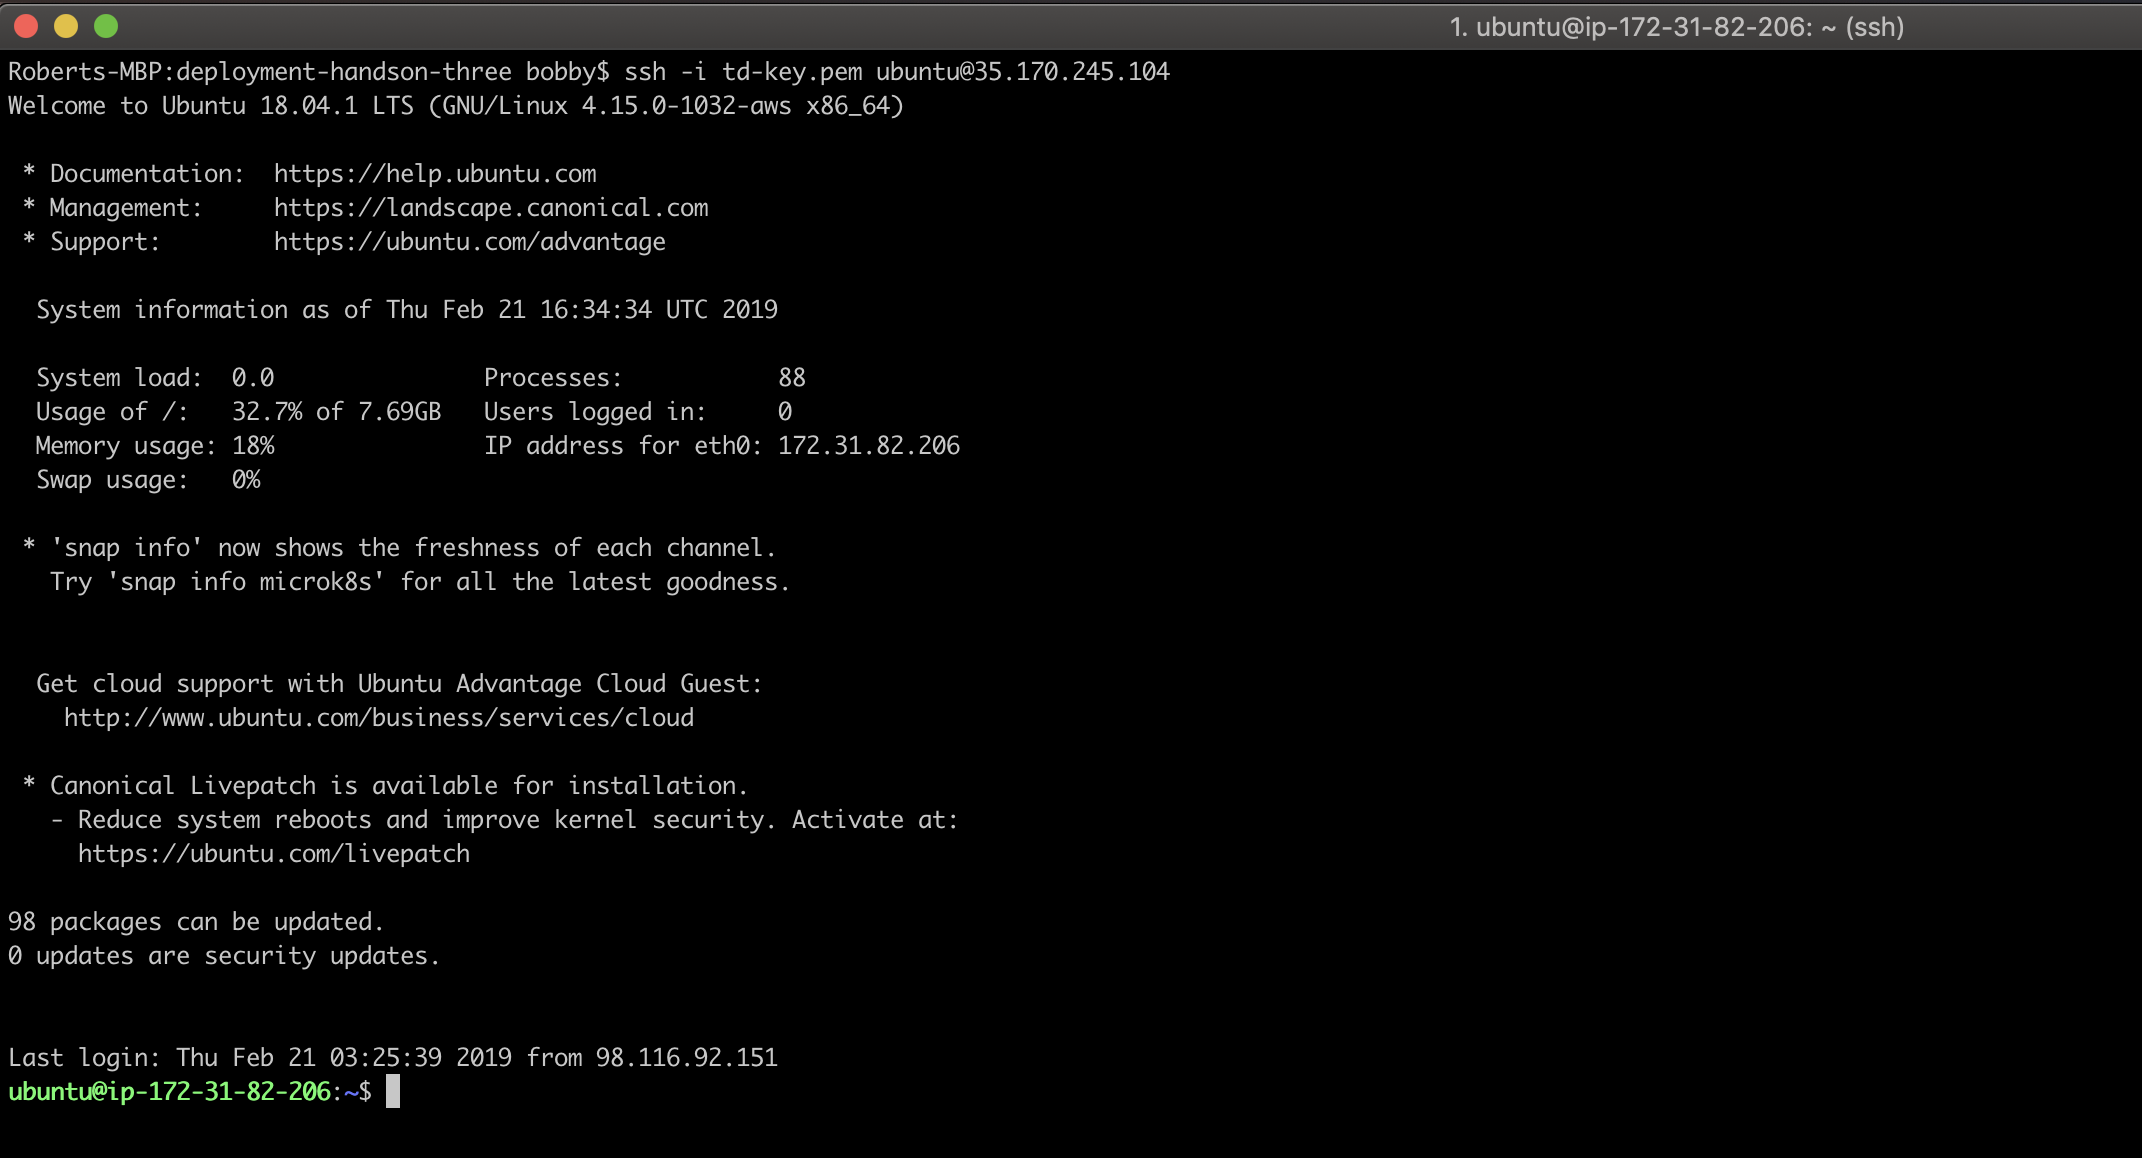 1. ubuntu@ip-172-31-82-206: ~ (ssh)
Roberts-MBP:deployment-handson-three bobby$ ssh -i td-key.pem ubuntu@35.170.245.104
Welcome to Ubuntu 18.04.1 LTS (GNU/Linux 4.15.0-1032-aws x86_64)

 * Documentation:  https://help.ubuntu.com
 * Management:     https://landscape.canonical.com
 * Support:        https://ubuntu.com/advantage

  System information as of Thu Feb 21 16:34:34 UTC 2019

  System load:  0.0               Processes:           88
  Usage of /:   32.7% of 7.69GB   Users logged in:     0
  Memory usage: 18%               IP address for eth0: 172.31.82.206
  Swap usage:   0%

 * 'snap info' now shows the freshness of each channel.
   Try 'snap info microk8s' for all the latest goodness.

  Get cloud support with Ubuntu Advantage Cloud Guest:
    http://www.ubuntu.com/business/services/cloud

 * Canonical Livepatch is available for installation.
   - Reduce system reboots and improve kernel security. Activate at:
     https://ubuntu.com/livepatch

98 packages can be updated.
0 updates are security updates.

Last login: Thu Feb 21 03:25:39 2019 from 98.116.92.151
ubuntu@ip-172-31-82-206:~$